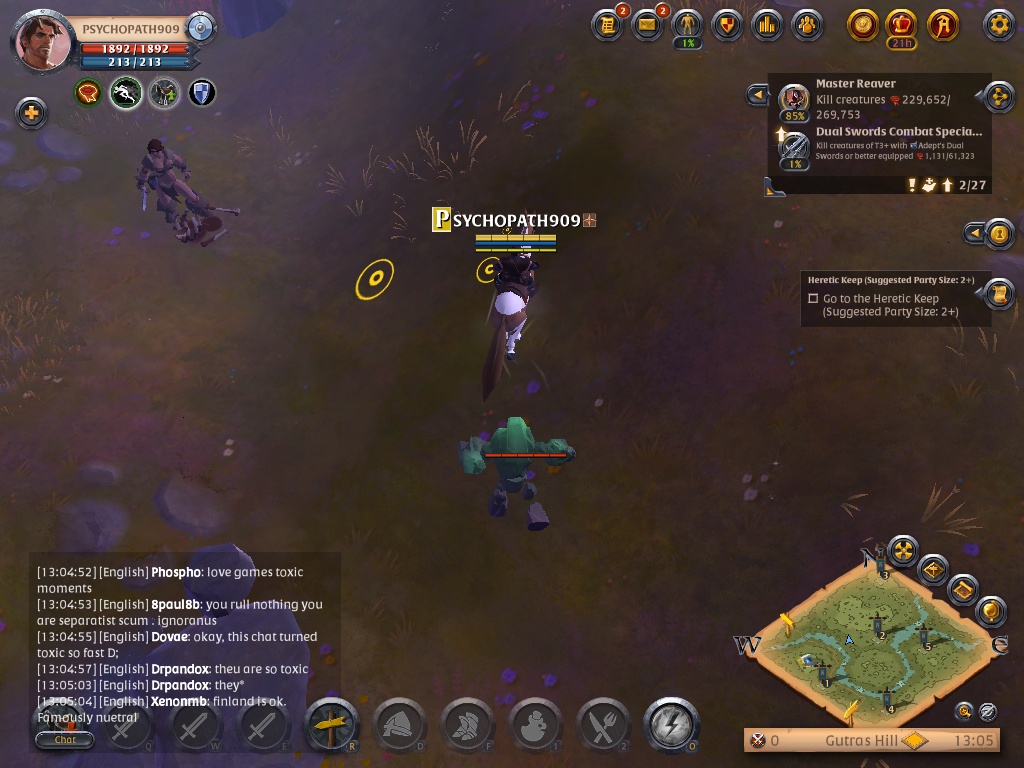 PSYCHOPATH909
1892 / 1892
213 / 213
2
2
1%
21h
Master Reaver
Kill creatures 229,652/
269,753
85%
Dual Swords Combat Specia...
Kill creatures of T3+ with Adept's Dual
Swords or better equipped 1,131/61,323
1%
2/27
PSYCHOPATH909
Heretic Keep (Suggested Party Size: 2+)
Go to the Heretic Keep
(Suggested Party Size: 2+)
[13:04:52] [English] Phospho: love games toxic
moments
[13:04:53] [English] 8paul8b: you rull nothing you
are separatist scum . ignoranus
[13:04:55] [English] Dovae: okay, this chat turned
toxic so fast D;
[13:04:57] [English] Drpandox: theu are so toxic
[13:05:03] [English] Drpandox: they*
[13:05:04] [English] Xenonmb: finland is ok.
Famously nuetral
Chat
Q
W
E
R
D
F
1
2
O
N
W
E
3
2
5
1
4
0
Gutras Hill
13:05